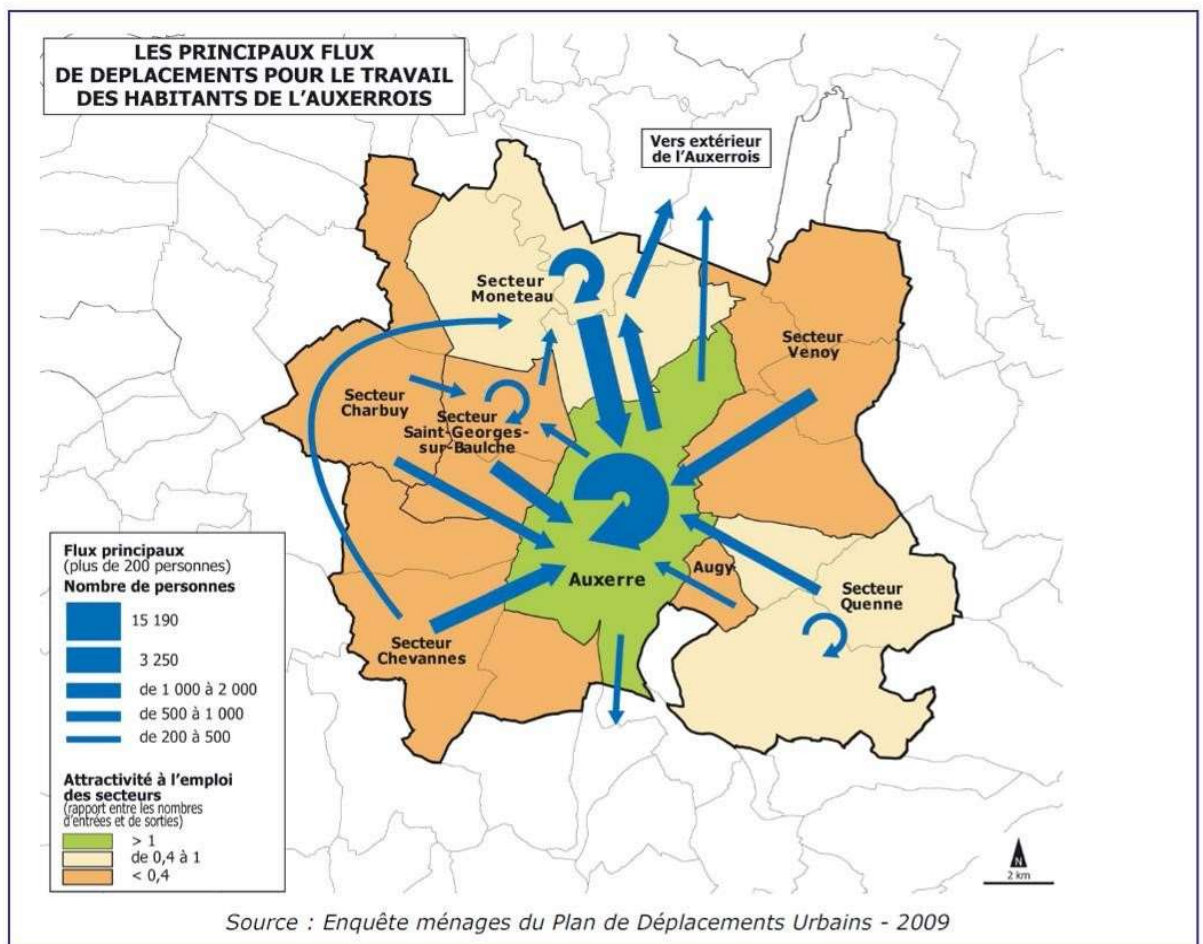 LES PRINCIPAUX FLUX
DE DEPLACEMENTS POUR LE TRAVAIL
DES HABITANTS DE L'AUXERROIS
Vers extérieur
de l'Auxerrois
Secteur
Moneteau
Secteur
Venoy
Secteur
Charbuy
Secteur
Saint-Georges-
sur-Baulche
Auxerre
Augy
Secteur
Quenne
Secteur
Chevannes
Flux principaux
(plus de 200 personnes)
Nombre de personnes
15 190
3 250
de 1 000 à 2 000
de 500 à 1 000
de 200 à 500
Attractivité à l'emploi
des secteurs
(rapport entre les nombres
d'entrées et de sorties)
> 1
de 0,4 à 1
< 0,4
N
2 km
Source : Enquête ménages du Plan de Déplacements Urbains - 2009